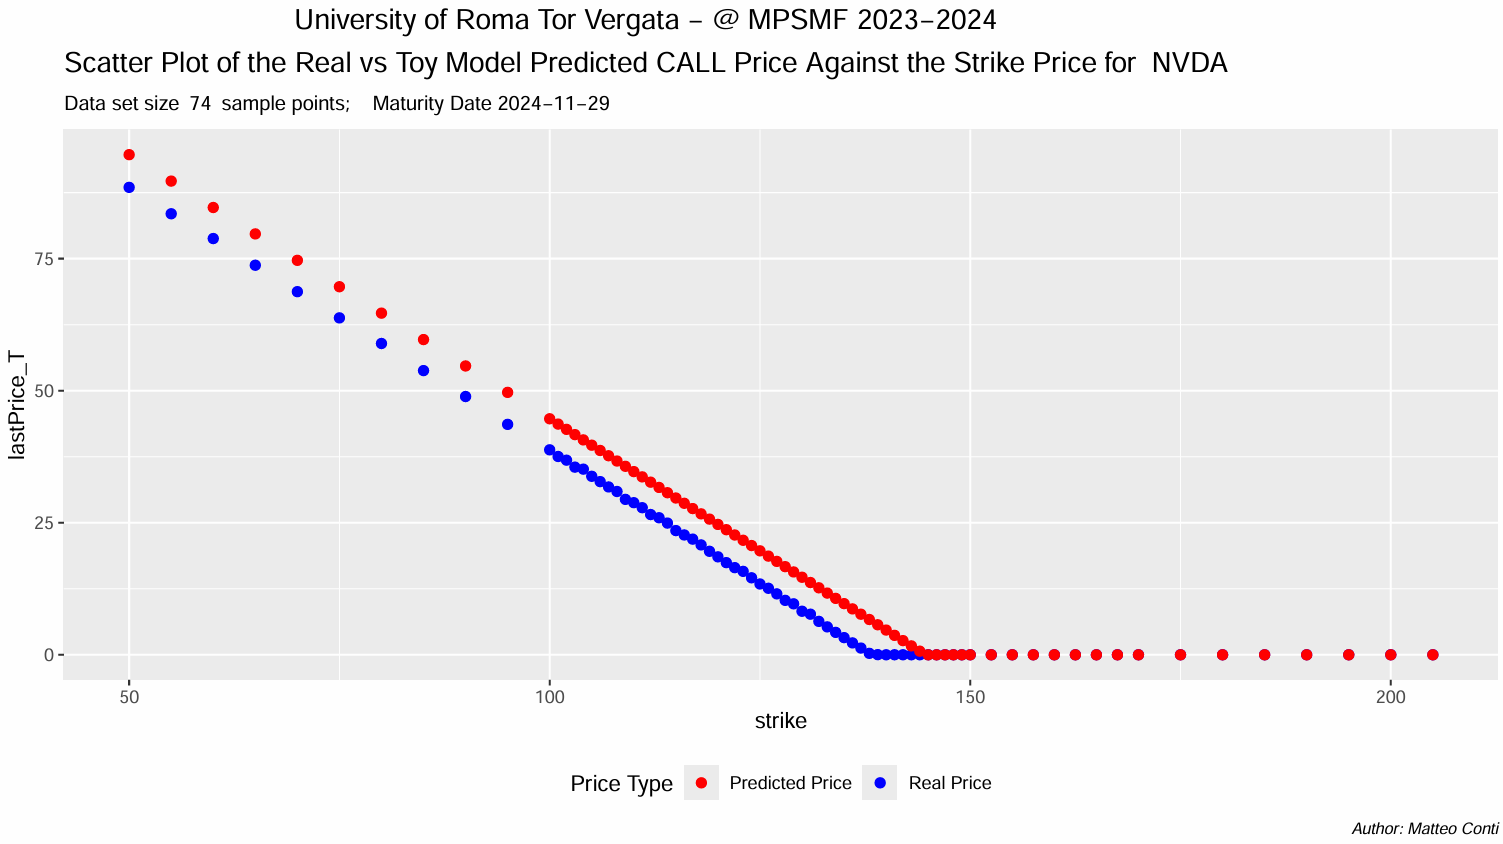 University of Roma Tor Vergata – @ MPSMF 2023–2024
Scatter Plot of the Real vs Toy Model Predicted CALL Price Against the Strike Price for  NVDA
Data set size  74  sample points;    Maturity Date 2024–11–29
lastPrice_T
75
50
25
0
50
100
150
200
strike
Price Type
Predicted Price
Real Price
Author: Matteo Conti